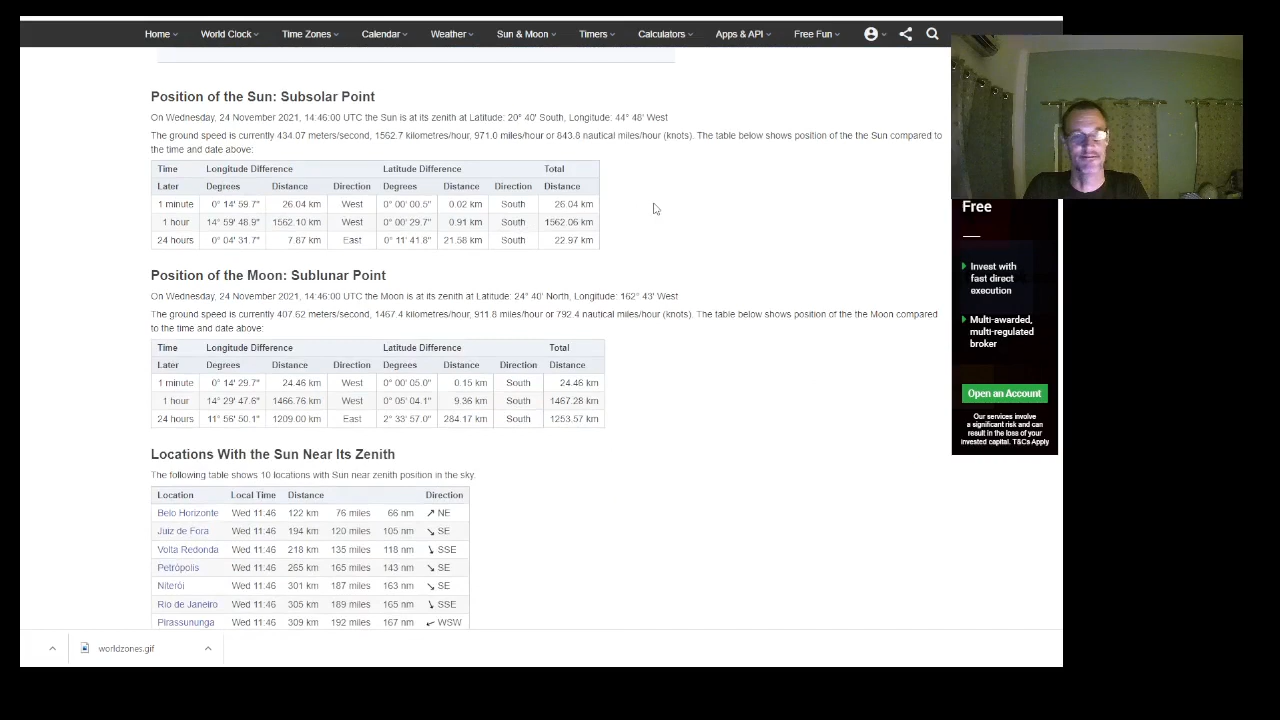 Home World Clock Time Zones Calendar Weather Sun & Moon Timers Calculators Apps & API Free Fun
Position of the Sun: Subsolar Point
On Wednesday, 24 November 2021, 14:46:00 UTC the Sun is at its zenith at Latitude: 20° 40' South, Longitude: 44° 48' West
The ground speed is currently 434.07 meters/second, 1562.7 kilometres/hour, 971.0 miles/hour or 843.8 nautical miles/hour (knots). The table below shows position of the the Sun compared
to the time and date above:
Time Longitude Difference Latitude Difference Total
Later Degrees Distance Direction Degrees Distance Direction Distance
1 minute 0° 14' 59.7" 26.04 km West 0° 00' 00.5" 0.02 km South 26.04 km
1 hour 14° 59' 48.9" 1562.10 km West 0° 00' 29.7" 0.91 km South 1562.06 km
24 hours 0° 04' 31.7" 7.87 km East 0° 11' 41.8" 21.58 km South 22.97 km
Position of the Moon: Sublunar Point
On Wednesday, 24 November 2021, 14:46:00 UTC the Moon is at its zenith at Latitude: 24° 40' North, Longitude: 162° 43' West
The ground speed is currently 407.62 meters/second, 1467.4 kilometres/hour, 911.8 miles/hour or 792.4 nautical miles/hour (knots). The table below shows position of the the Moon compared
to the time and date above:
Time Longitude Difference Latitude Difference Total
Later Degrees Distance Direction Degrees Distance Direction Distance
1 minute 0° 14' 29.7" 24.46 km West 0° 00' 05.0" 0.15 km South 24.46 km
1 hour 14° 29' 47.6" 1466.76 km West 0° 05' 04.1" 9.36 km South 1467.28 km
24 hours 11° 56' 50.1" 1209.00 km East 2° 33' 57.0" 284.17 km South 1253.57 km
Locations With the Sun Near Its Zenith
The following table shows 10 locations with Sun near zenith position in the sky.
Location Local Time Distance Direction
Belo Horizonte Wed 11:46 122 km 76 miles 66 nm NE
Juiz de Fora Wed 11:46 194 km 120 miles 105 nm SE
Volta Redonda Wed 11:46 218 km 135 miles 118 nm SSE
Petrópolis Wed 11:46 265 km 165 miles 143 nm SE
Niterói Wed 11:46 301 km 187 miles 163 nm SE
Rio de Janeiro Wed 11:46 305 km 189 miles 165 nm SSE
Pirassununga Wed 11:46 309 km 192 miles 167 nm WSW
Free
Invest with
fast direct
execution
Multi-awarded,
multi-regulated
broker
Open an Account
Our services involve
a significant risk and can
result in the loss of your
invested capital. T&Cs Apply
worldzones.gif